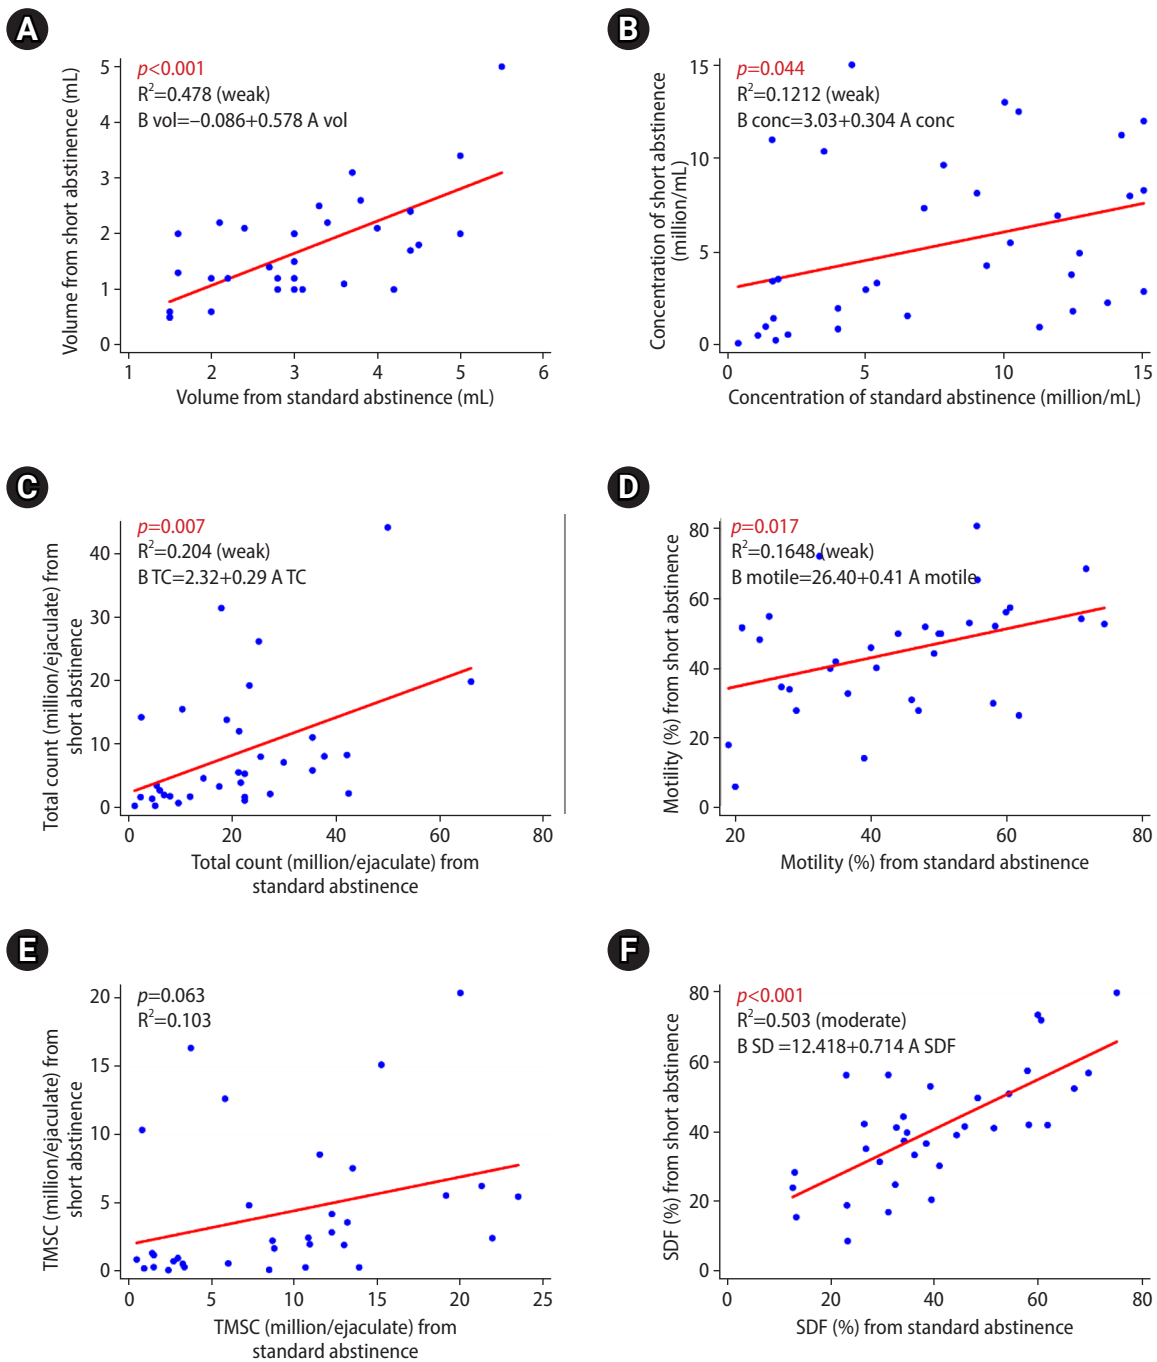 A
p<0.001
R²=0.478 (weak)
B vol=–0.086+0.578 A vol
Volume from short abstinence (mL)
5
4
3
2
1
0
1 2 3 4 5 6
Volume from standard abstinence (mL)
B
p=0.044
R²=0.1212 (weak)
B conc=3.03+0.304 A conc
Concentration of short abstinence
(million/mL)
15
10
5
0
0 5 10 15
Concentration of standard abstinence (million/mL)
C
p=0.007
R²=0.204 (weak)
B TC=2.32+0.29 A TC
Total count (million/ejaculate) from
short abstinence
40
30
20
10
0
0 20 40 60 80
Total count (million/ejaculate) from
standard abstinence
D
p=0.017
R²=0.1648 (weak)
B motile=26.40+0.41 A motile
Motility (%) from short abstinence
80
60
40
20
0
20 40 60 80
Motility (%) from standard abstinence
E
p=0.063
R²=0.103
TMSC (million/ejaculate) from
short abstinence
20
15
10
5
0
0 5 10 15 20 25
TMSC (million/ejaculate) from
standard abstinence
F
p<0.001
R²=0.503 (moderate)
B SD =12.418+0.714 A SDF
SDF (%) from short abstinence
80
60
40
20
0
0 20 40 60 80
SDF (%) from standard abstinence